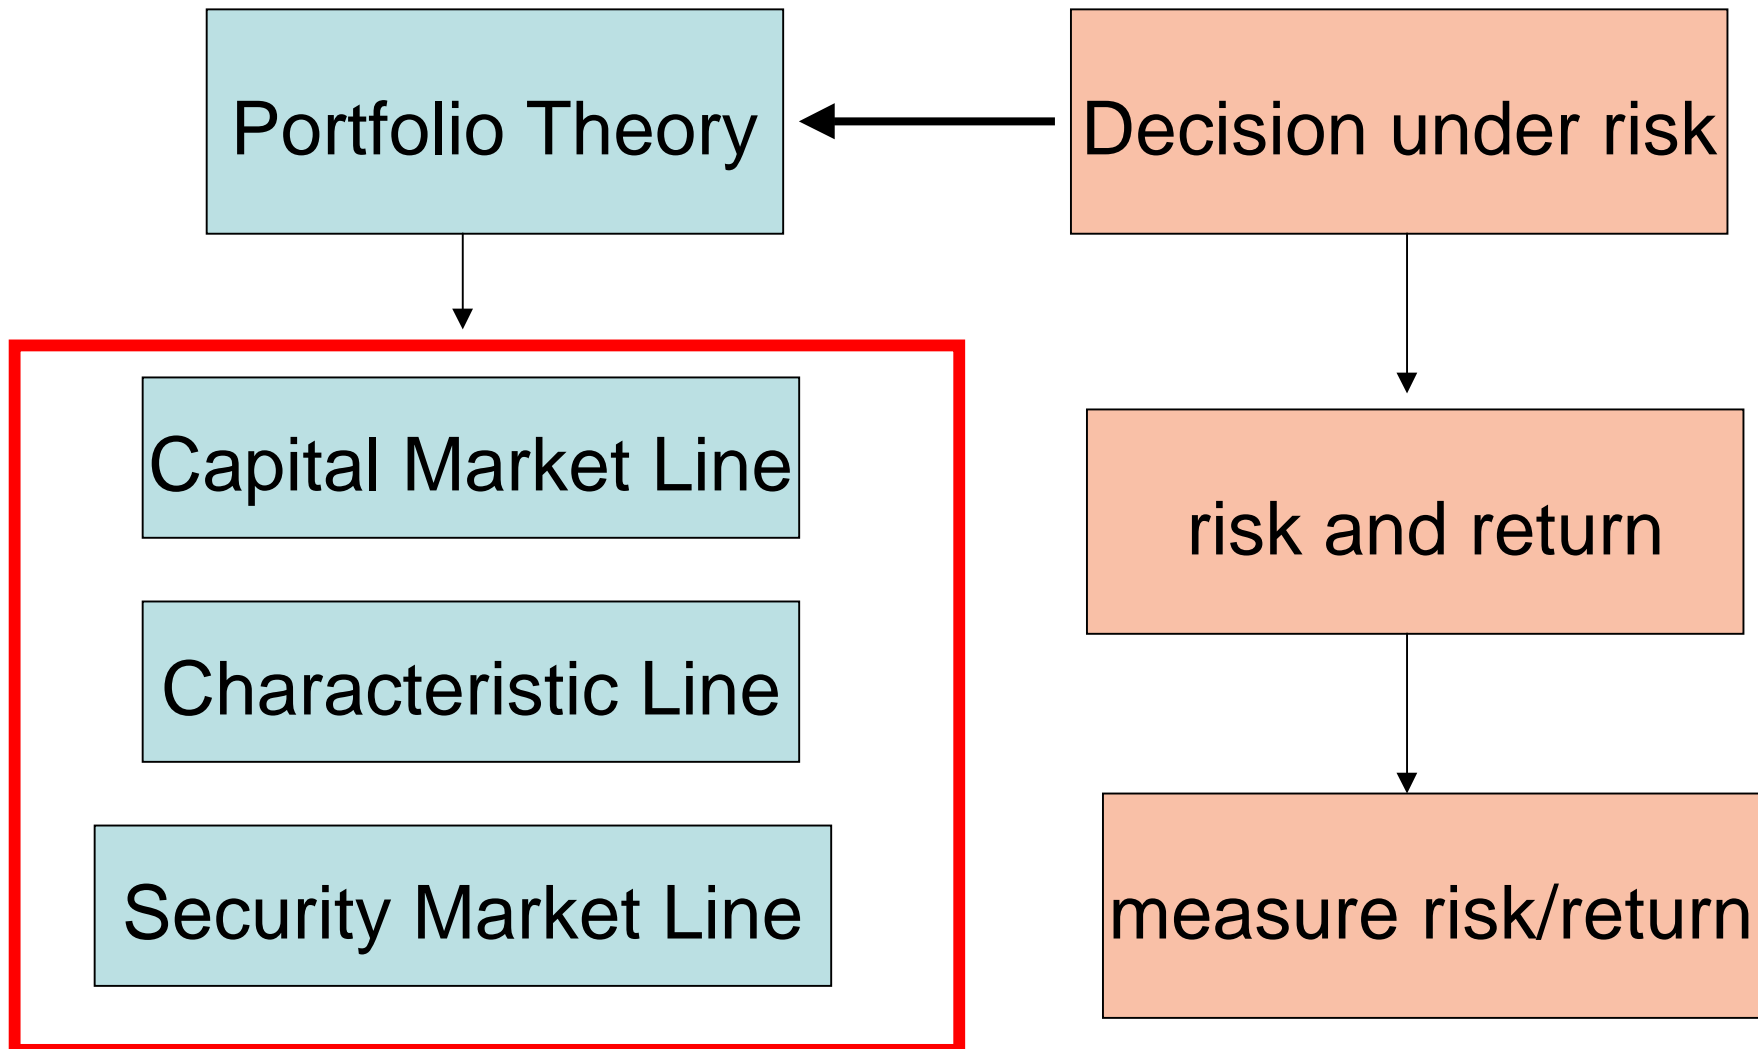 Portfolio Theory
Decision under risk
Capital Market Line
risk and return
Characteristic Line
Security Market Line
measure risk/return